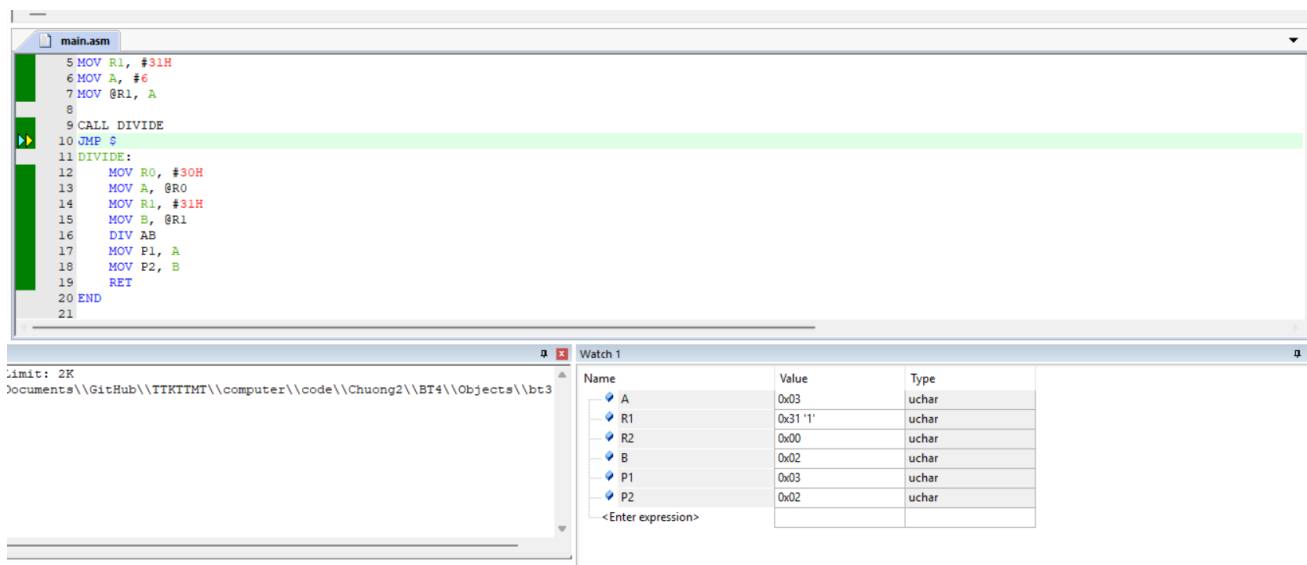 main.asm
5 MOV R1, #31H
6 MOV A, #6
7 MOV @R1, A
8
9 CALL DIVIDE
10 JMP $
11 DIVIDE:
12 MOV R0, #30H
13 MOV A, @R0
14 MOV R1, #31H
15 MOV B, @R1
16 DIV AB
17 MOV P1, A
18 MOV P2, B
19 RET
20 END
21
Limit: 2K
Documents\\GitHub\\TTKTTMT\\computer\\code\\Chuong2\\BT4\\Objects\\bt3
Watch 1
Name Value Type
A 0x03 uchar
R1 0x31 '1' uchar
R2 0x00 uchar
B 0x02 uchar
P1 0x03 uchar
P2 0x02 uchar
<Enter expression>